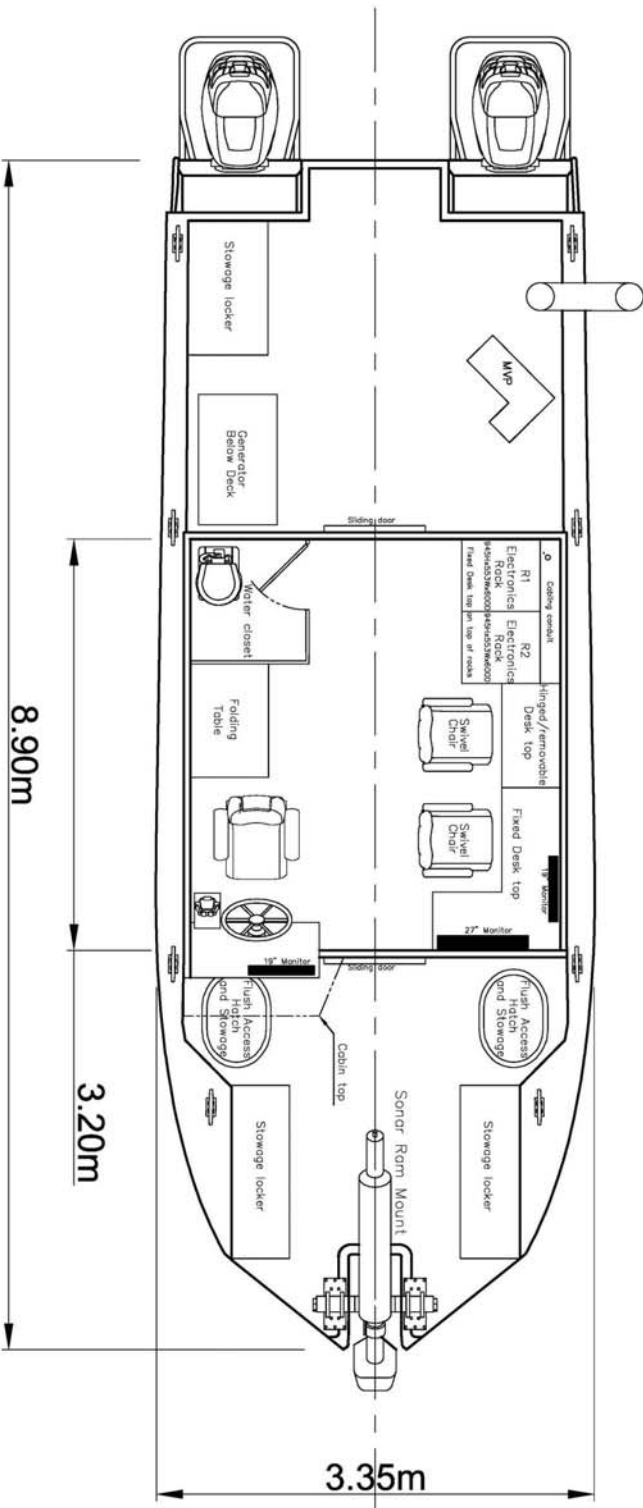 Stowage locker
MVP
Generator
Below Deck
Sliding door
Cabling conduit
R1
Electronics
Rack
945Hx553Wx600D
R2
Electronics
Rack
945Hx553Wx600D
Fixed Desk top on top of racks
Water closet
Hinged/removable
Desk top
Folding
Table
Swivel
Chair
Swivel
Chair
Fixed Desk top
19" Monitor
27" Monitor
19" Monitor
Sliding door
Flush Access
Hatch
and Stowage
Flush Access
Hatch
and Stowage
Cabin top
Sonar Ram Mount
Stowage locker
Stowage locker
8.90m
3.20m
3.35m